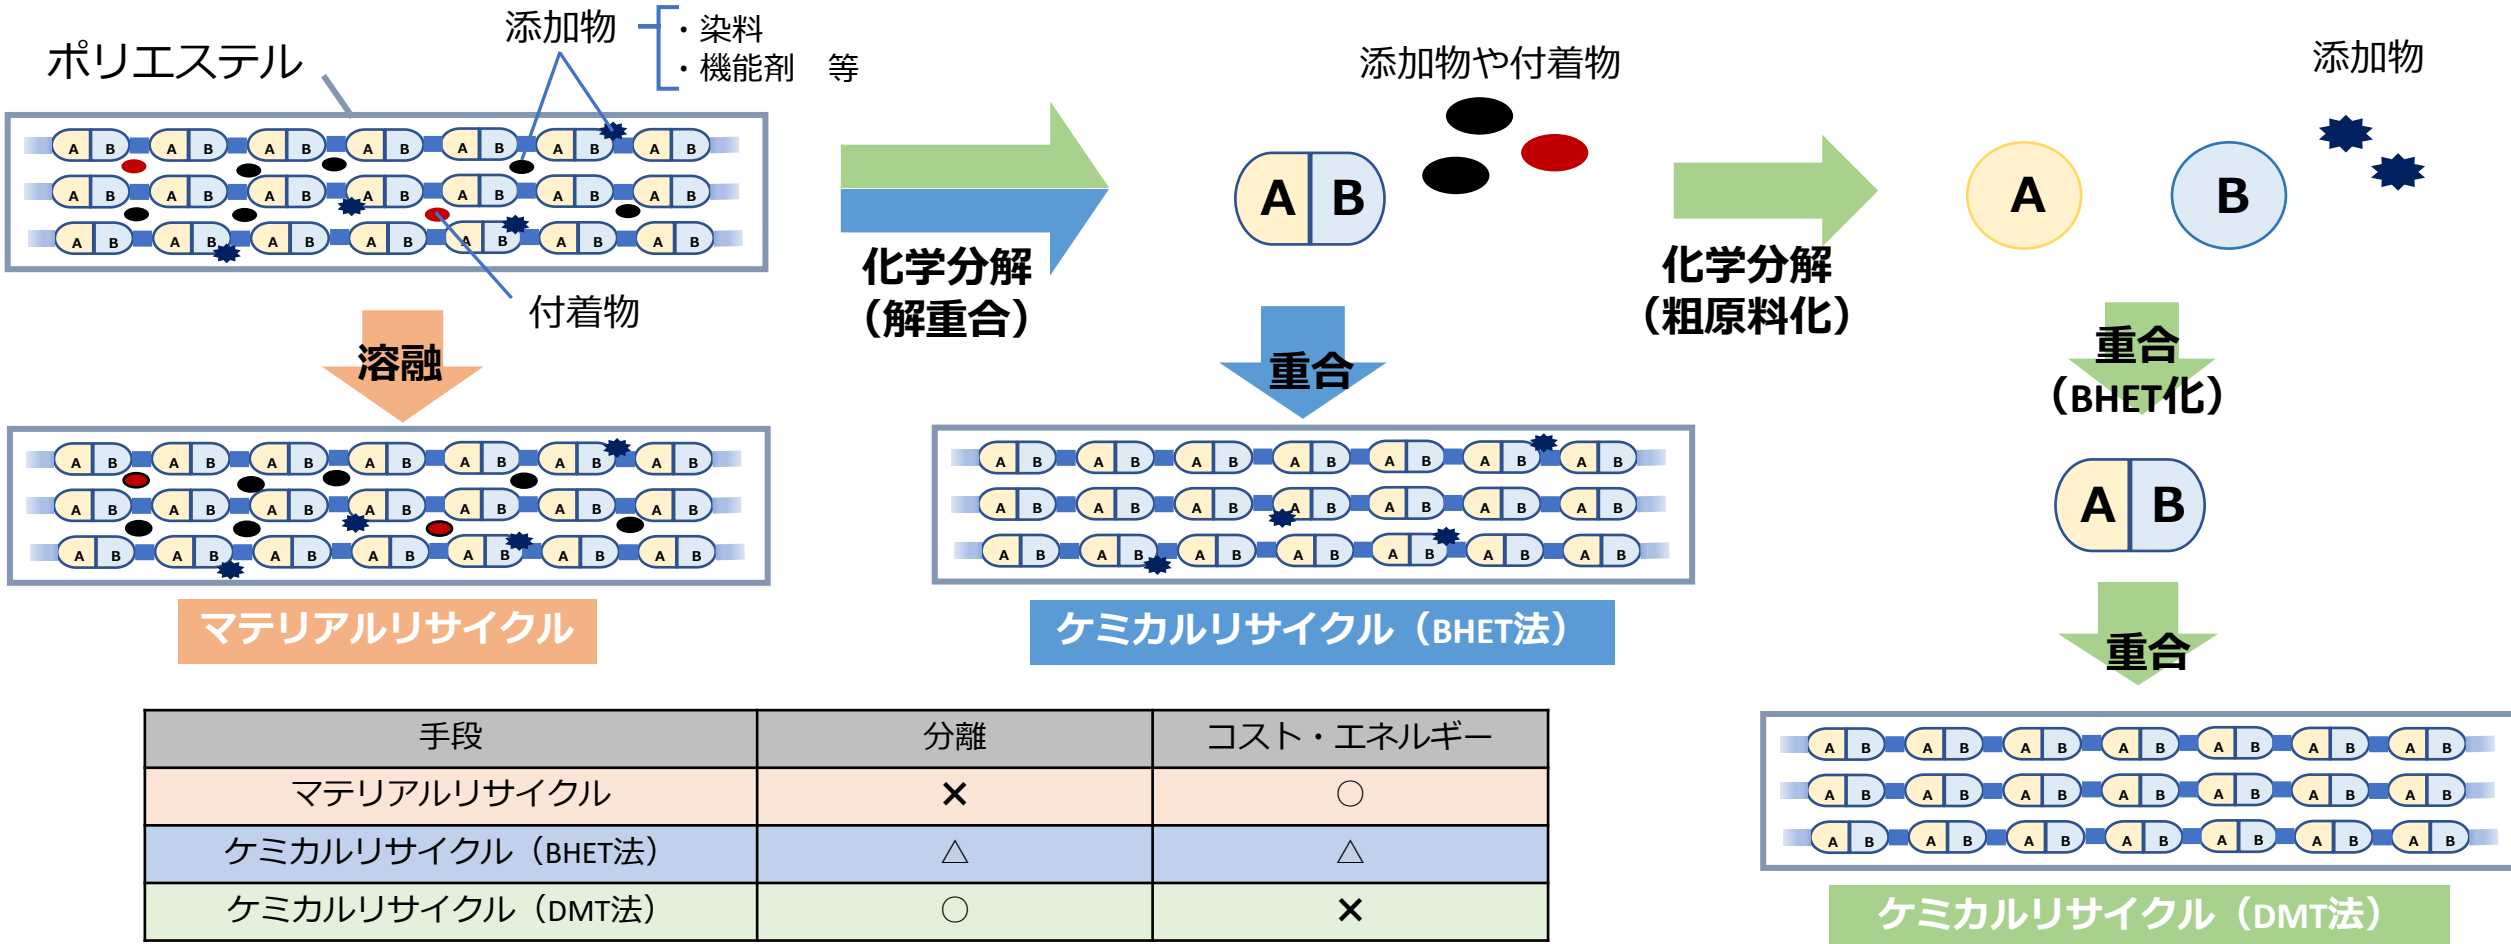 ポリエステル
添加物
・染料
・機能剤　等
A B A B A B A B A B A B A B
A B A B A B A B A B A B A B
A B A B A B A B A B A B A B
付着物
化学分解
（解重合）
添加物や付着物
A B
化学分解
（粗原料化）
添加物
A
B
溶融
重合
重合
（BHET化）
A B A B A B A B A B A B A B
A B A B A B A B A B A B A B
A B A B A B A B A B A B A B
マテリアルリサイクル
A B A B A B A B A B A B A B
A B A B A B A B A B A B A B
A B A B A B A B A B A B A B
ケミカルリサイクル（BHET法）
A B
重合
A B A B A B A B A B A B A B
A B A B A B A B A B A B A B
A B A B A B A B A B A B A B
ケミカルリサイクル（DMT法）
手段 分離 コスト・エネルギー
マテリアルリサイクル × ○
ケミカルリサイクル（BHET法） △ △
ケミカルリサイクル（DMT法） ○ ×